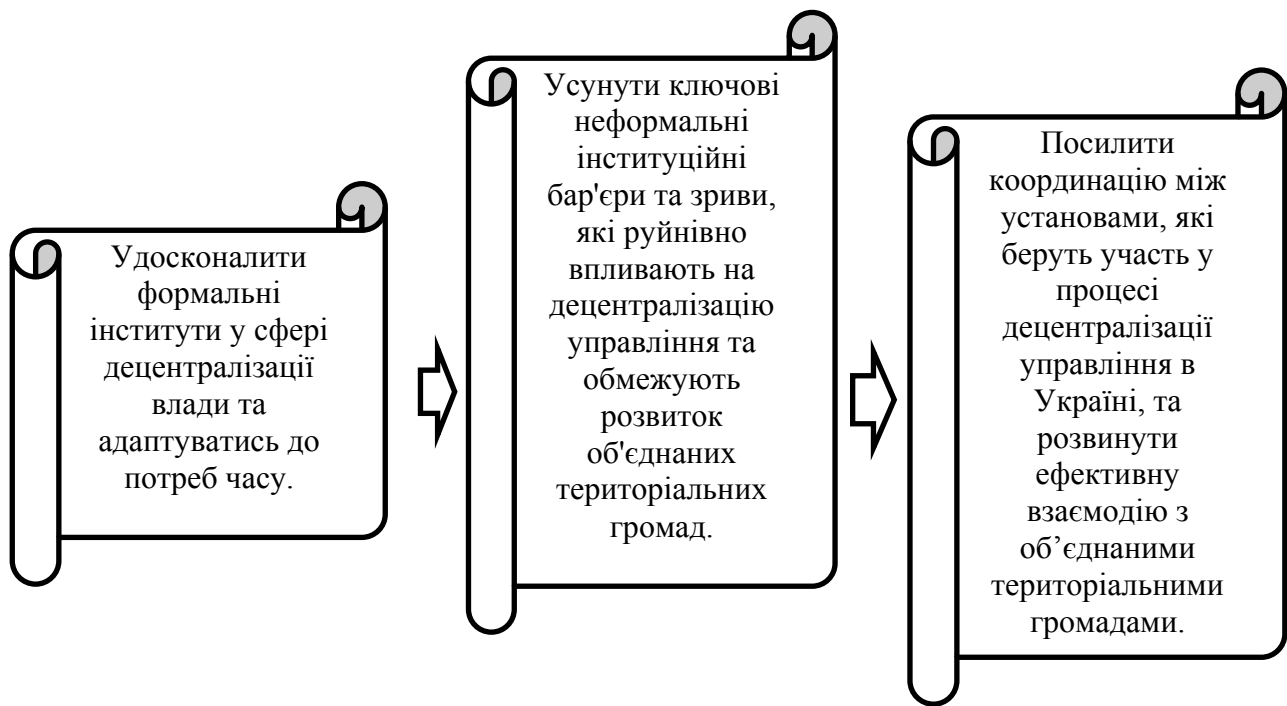 Удосконалити
формальні
інститути у сфері
децентралізації
влади та
адаптуватись до
потреб часу.
Усунути ключові
неформальні
інституційні
бар'єри та зриви,
які руйнівно
впливають на
децентралізацію
управління та
обмежують
розвиток
об'єднаних
територіальних
громад.
Посилити
координацію між
установами, які
беруть участь у
процесі
децентралізації
управління в
Україні, та
розвинути
ефективну
взаємодію з
об’єднаними
територіальними
громадами.